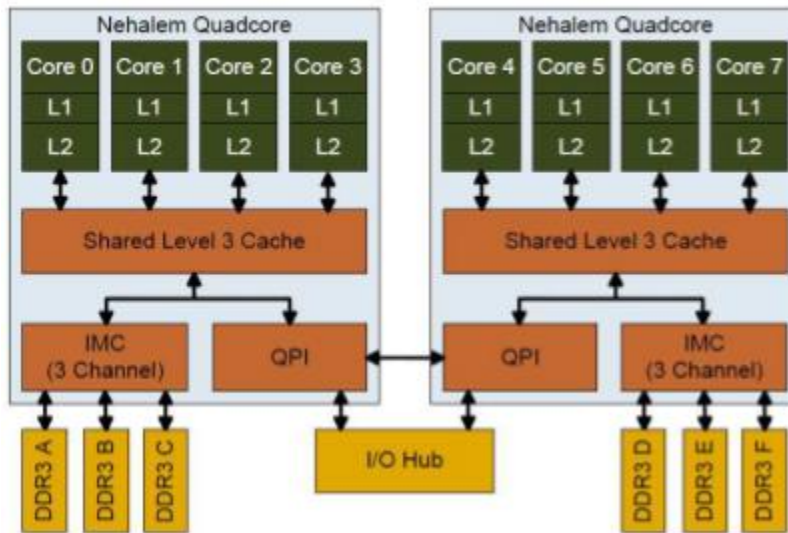 Nehalem Quadcore
Core 0 Core 1 Core 2 Core 3
L1 L1 L1 L1
L2 L2 L2 L2
Shared Level 3 Cache
IMC
(3 Channel)
QPI
DDR3 A
DDR3 B
DDR3 C
I/O Hub
Nehalem Quadcore
Core 4 Core 5 Core 6 Core 7
L1 L1 L1 L1
L2 L2 L2 L2
Shared Level 3 Cache
QPI
IMC
(3 Channel)
DDR3 D
DDR3 E
DDR3 F